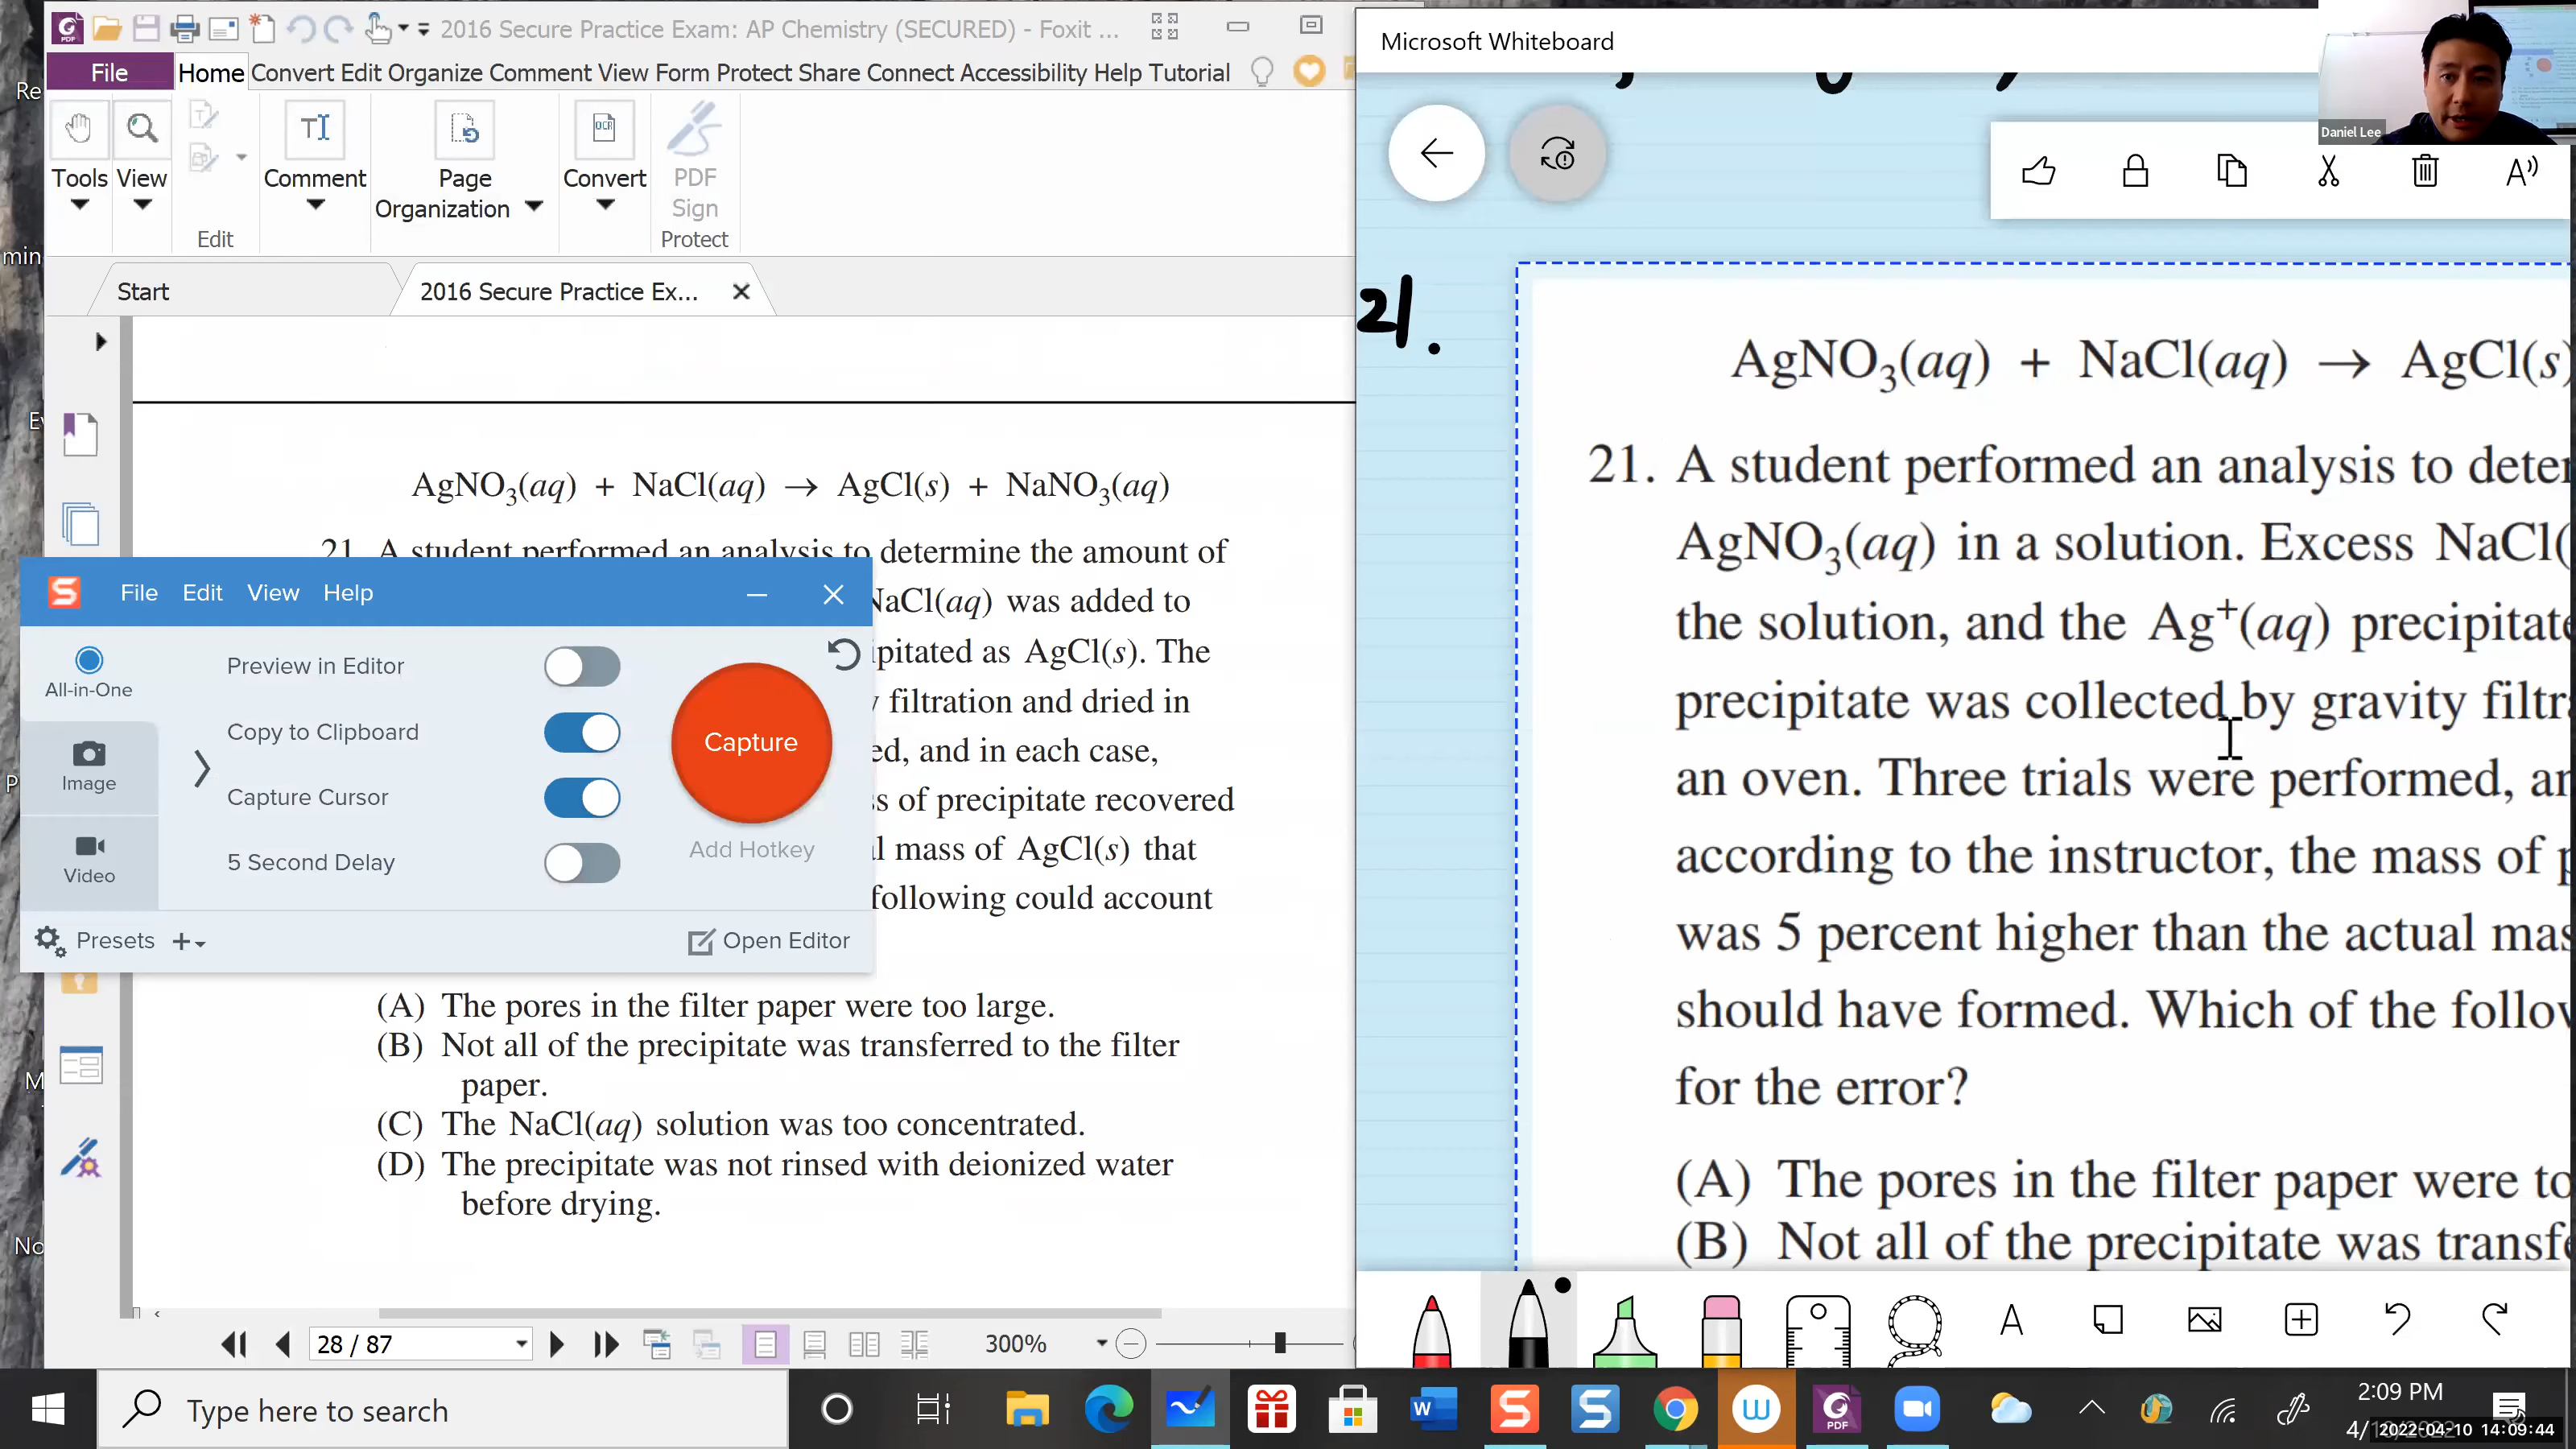 2016 Secure Practice Exam: AP Chemistry (SECURED) - Foxit ...
File Home Convert Edit Organize Comment View Form Protect Share Connect Accessibility Help Tutorial
Tools
View
Edit
Comment
Page
Organization
Convert
PDF
Sign
Protect
Start
2016 Secure Practice Ex...
AgNO3(aq) + NaCl(aq) → AgCl(s) + NaNO3(aq)
21. A student performed an analysis to determine the amount of
NaCl(aq) was added to
ipitated as AgCl(s). The
filtration and dried in
ed, and in each case,
s of precipitate recovered
l mass of AgCl(s) that
following could account
(A) The pores in the filter paper were too large.
(B) Not all of the precipitate was transferred to the filter
paper.
(C) The NaCl(aq) solution was too concentrated.
(D) The precipitate was not rinsed with deionized water
before drying.
File Edit View Help
All-in-One
Image
Video
Preview in Editor
Copy to Clipboard
Capture Cursor
5 Second Delay
Capture
Add Hotkey
Presets
Open Editor
28 / 87
300%
Microsoft Whiteboard
Daniel Lee
21.
AgNO3(aq) + NaCl(aq) → AgCl(s)
21. A student performed an analysis to deter
AgNO3(aq) in a solution. Excess NaCl(
the solution, and the Ag+(aq) precipitate
precipitate was collected by gravity filtra
an oven. Three trials were performed, an
according to the instructor, the mass of p
was 5 percent higher than the actual mas
should have formed. Which of the follow
for the error?
(A) The pores in the filter paper were to
(B) Not all of the precipitate was transfe
Type here to search
2:09 PM
2022-04-10 14:09:44